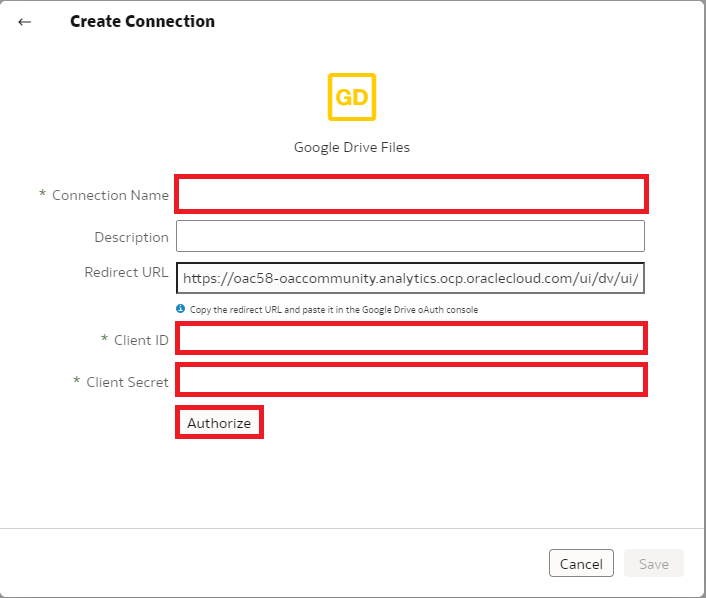 ← Create Connection
GD
Google Drive Files
* Connection Name
Description
Redirect URL https://oac58-oaccommunity.analytics.ocp.oraclecloud.com/ui/dv/ui/
Copy the redirect URL and paste it in the Google Drive oAuth console
* Client ID
* Client Secret
Authorize
Cancel Save